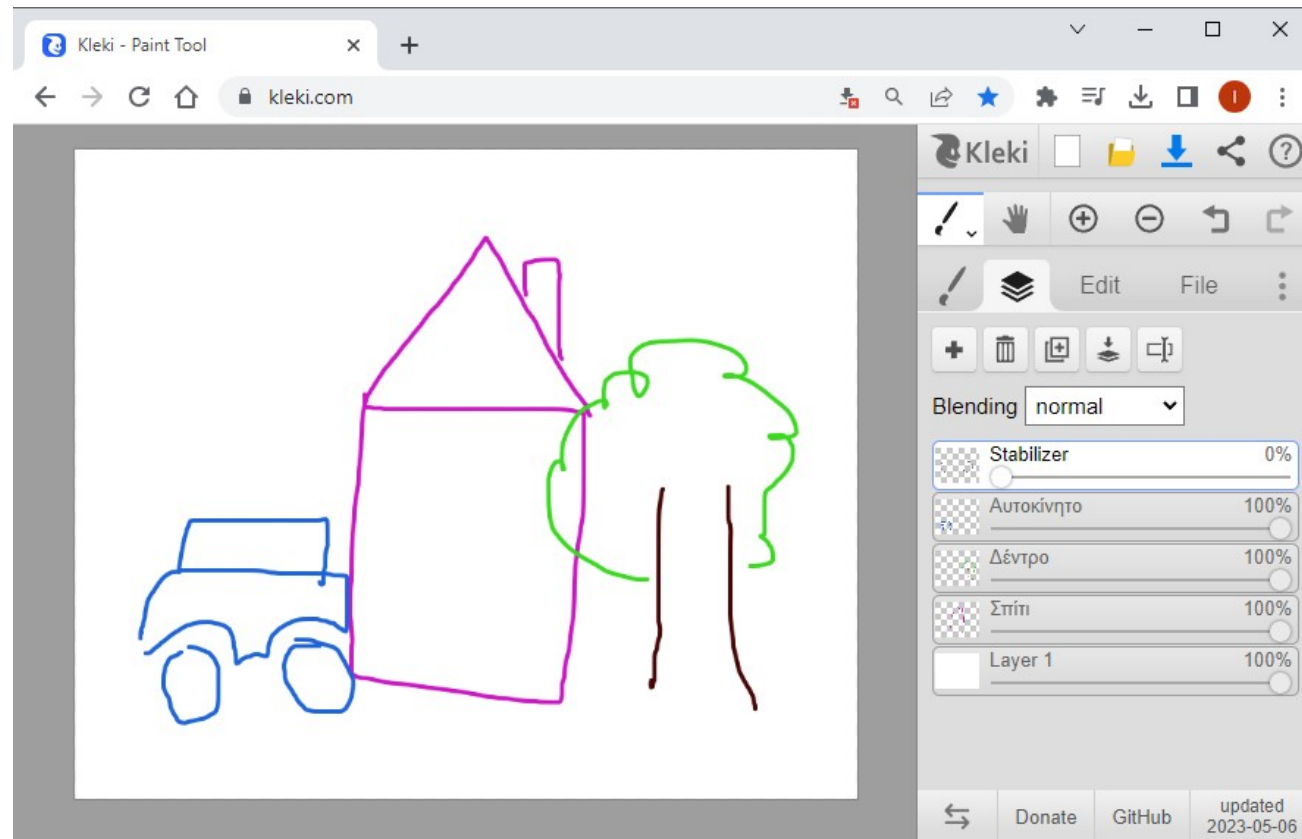 Kleki - Paint Tool
kleki.com
I
Kleki
Edit File
Blending normal
Stabilizer 0%
Αυτοκίνητο 100%
Δέντρο 100%
Σπίτι 100%
Layer 1 100%
Donate GitHub updated
2023-05-06